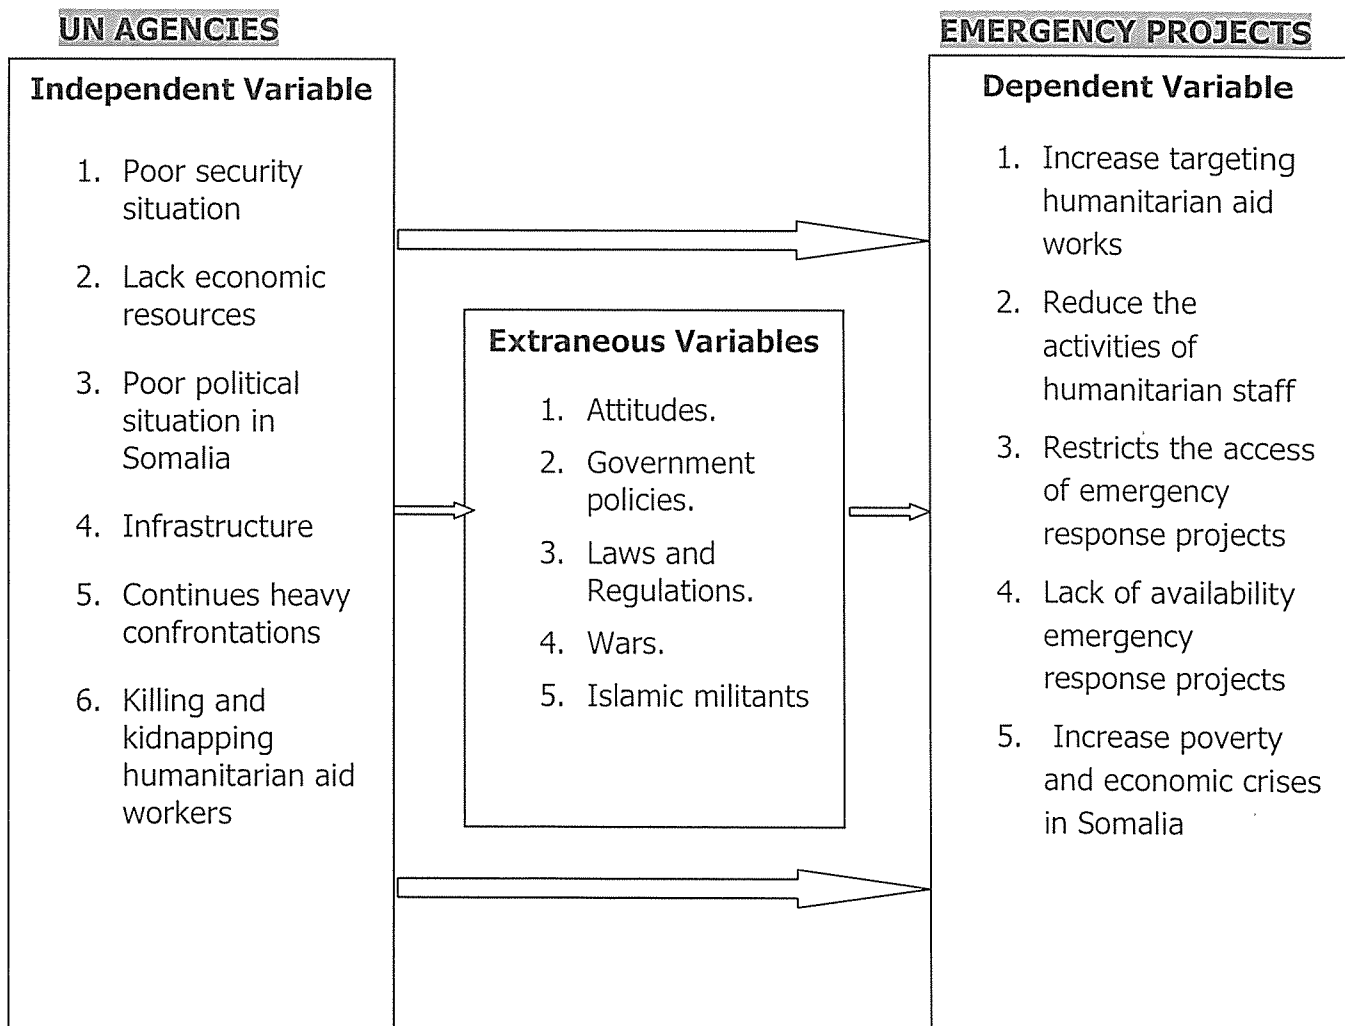 UN AGENCIES
Independent Variable
1. Poor security
situation
2. Lack economic
resources
3. Poor political
situation in
Somalia
4. Infrastructure
5. Continues heavy
confrontations
6. Killing and
kidnapping
humanitarian aid
workers
Extraneous Variables
1. Attitudes.
2. Government
policies.
3. Laws and
Regulations.
4. Wars.
5. Islamic militants
EMERGENCY PROJECTS
Dependent Variable
1. Increase targeting
humanitarian aid
works
2. Reduce the
activities of
humanitarian staff
3. Restricts the access
of emergency
response projects
4. Lack of availability
emergency
response projects
5. Increase poverty
and economic crises
in Somalia